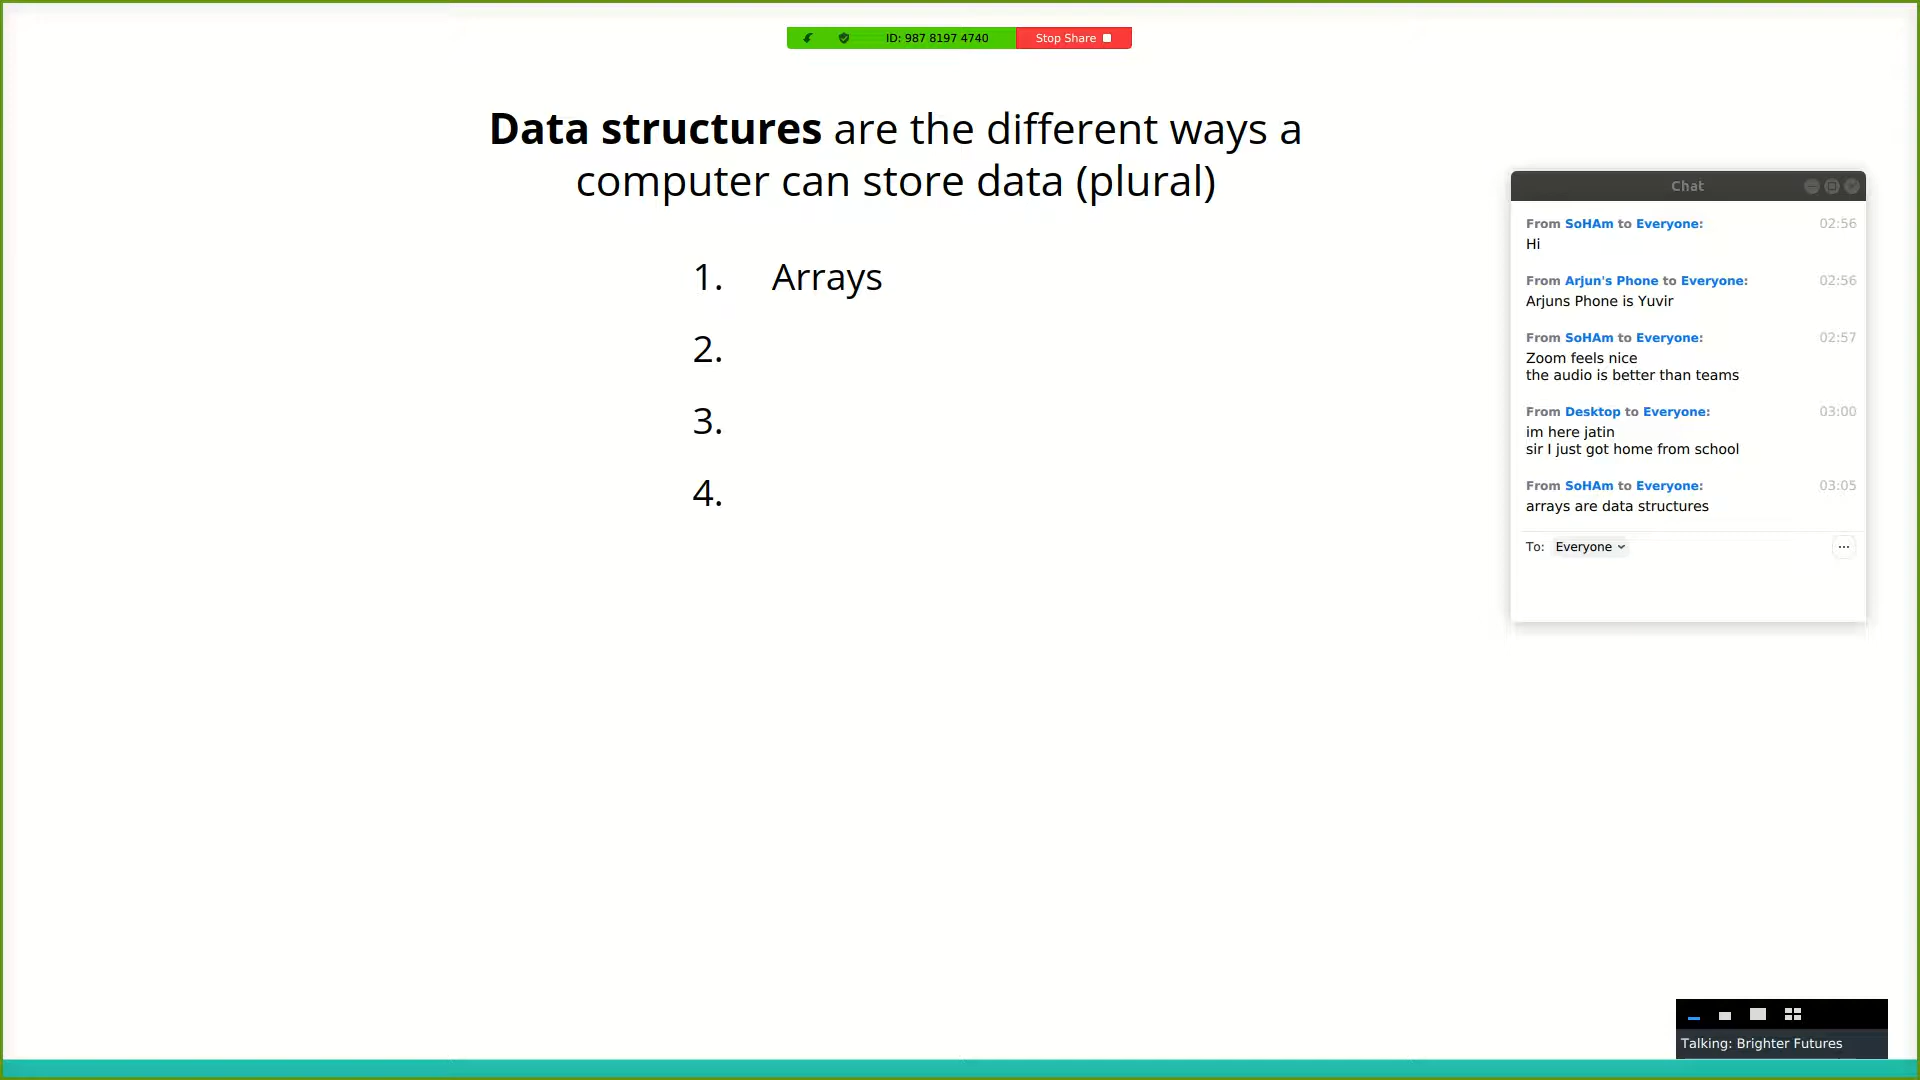 ID: 987 8197 4740
Stop Share
Data structures are the different ways a
computer can store data (plural)
1. Arrays
2.
3.
4.
Chat
From SoHAm to Everyone: 02:56
Hi
From Arjun's Phone to Everyone: 02:56
Arjuns Phone is Yuvir
From SoHAm to Everyone: 02:57
Zoom feels nice
the audio is better than teams
From Desktop to Everyone: 03:00
im here jatin
sir I just got home from school
From SoHAm to Everyone: 03:05
arrays are data structures
To: Everyone
Talking: Brighter Futures